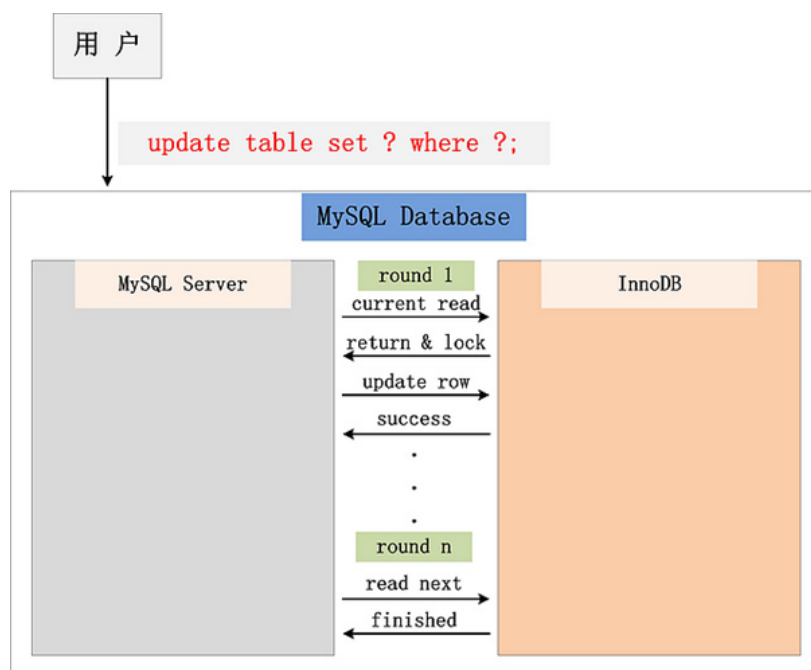 用 户
update table set ? where ?;
MySQL Database
MySQL Server
round 1
InnoDB
current read
return & lock
update row
success
.
.
.
round n
read next
finished